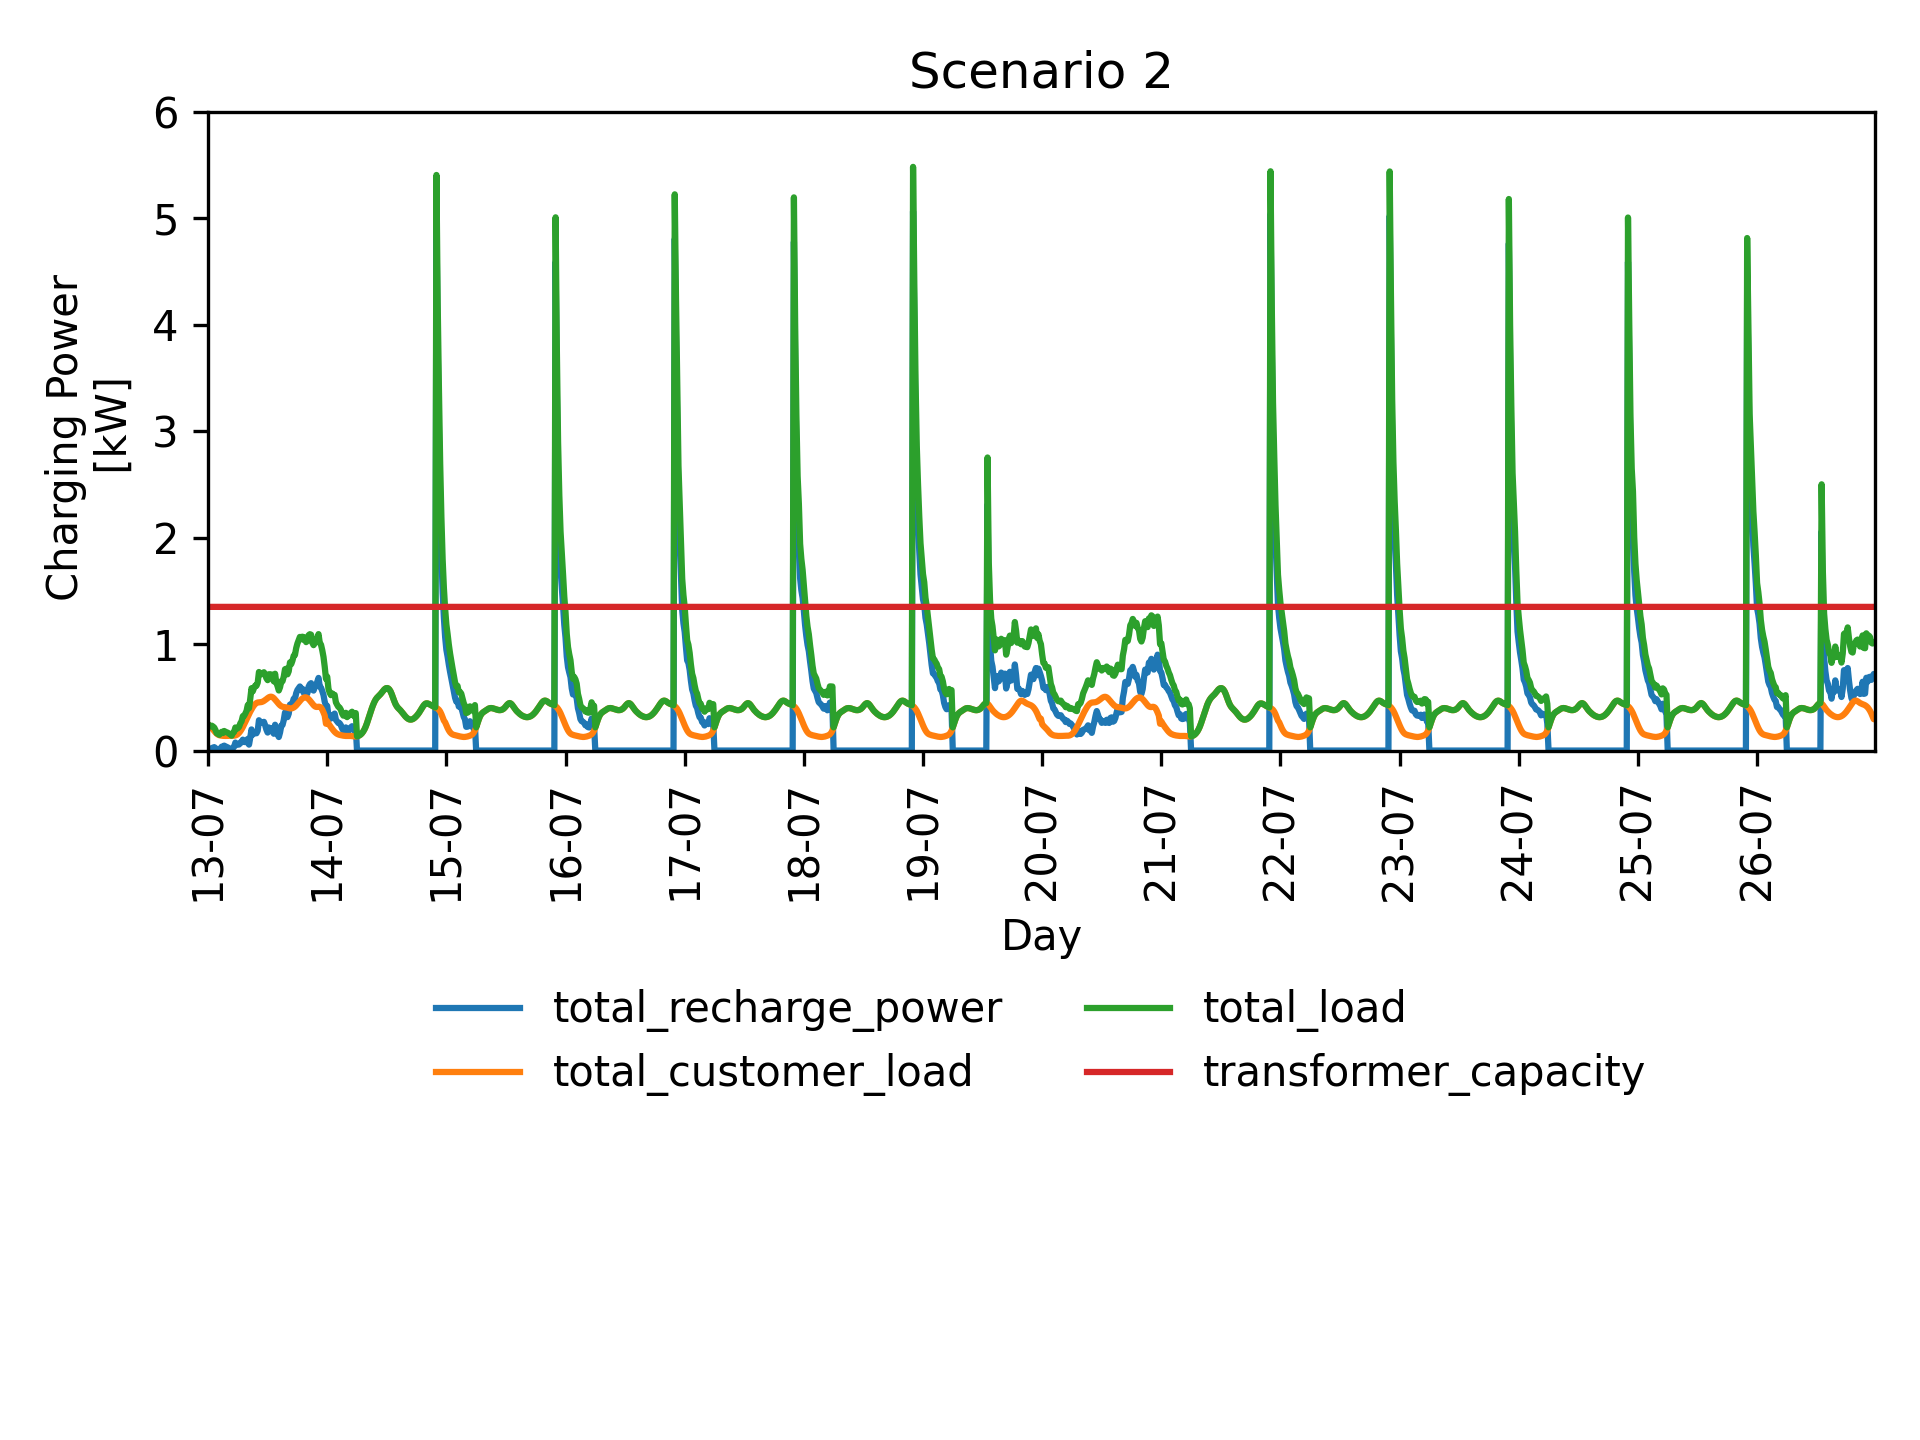 Scenario 2
Charging Power
[kW]
6
5
4
3
2
1
0
13-07
14-07
15-07
16-07
17-07
18-07
19-07
20-07
21-07
22-07
23-07
24-07
25-07
26-07
Day
total_recharge_power
total_customer_load
total_load
transformer_capacity